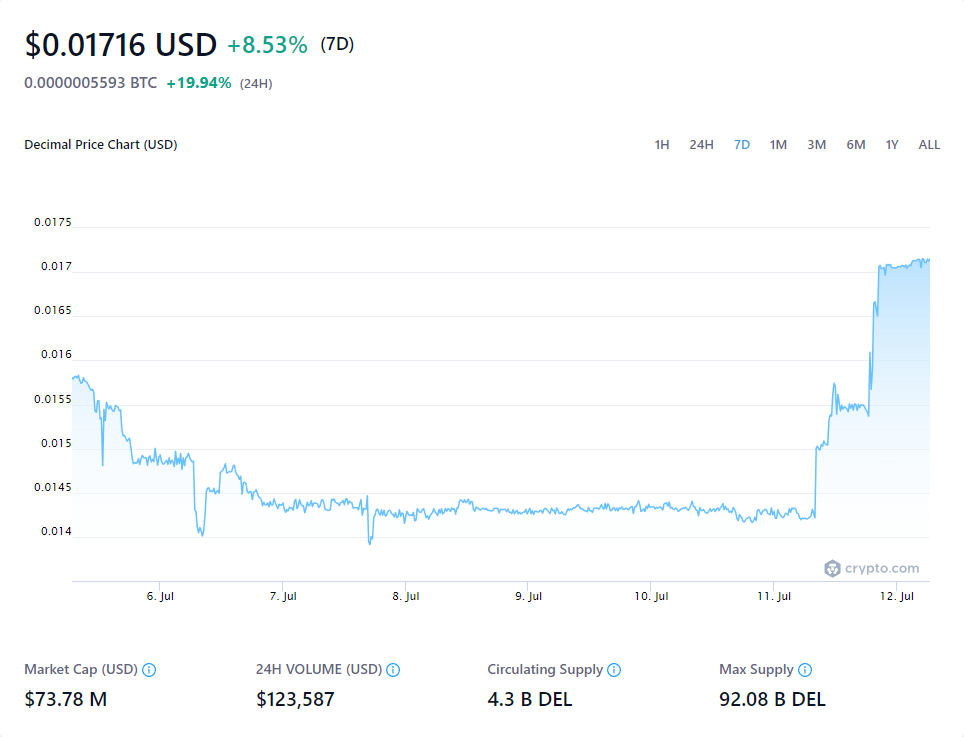 $0.01716 USD +8.53% (7D)
0.0000005593 BTC +19.94% (24H)
Decimal Price Chart (USD)
1H 24H 7D 1M 3M 6M 1Y ALL
0.0175
0.017
0.0165
0.016
0.0155
0.015
0.0145
0.014
crypto.com
6. Jul 7. Jul 8. Jul 9. Jul 10. Jul 11. Jul 12. Jul
Market Cap (USD) 24H VOLUME (USD) Circulating Supply Max Supply
$73.78 M $123,587 4.3 B DEL 92.08 B DEL